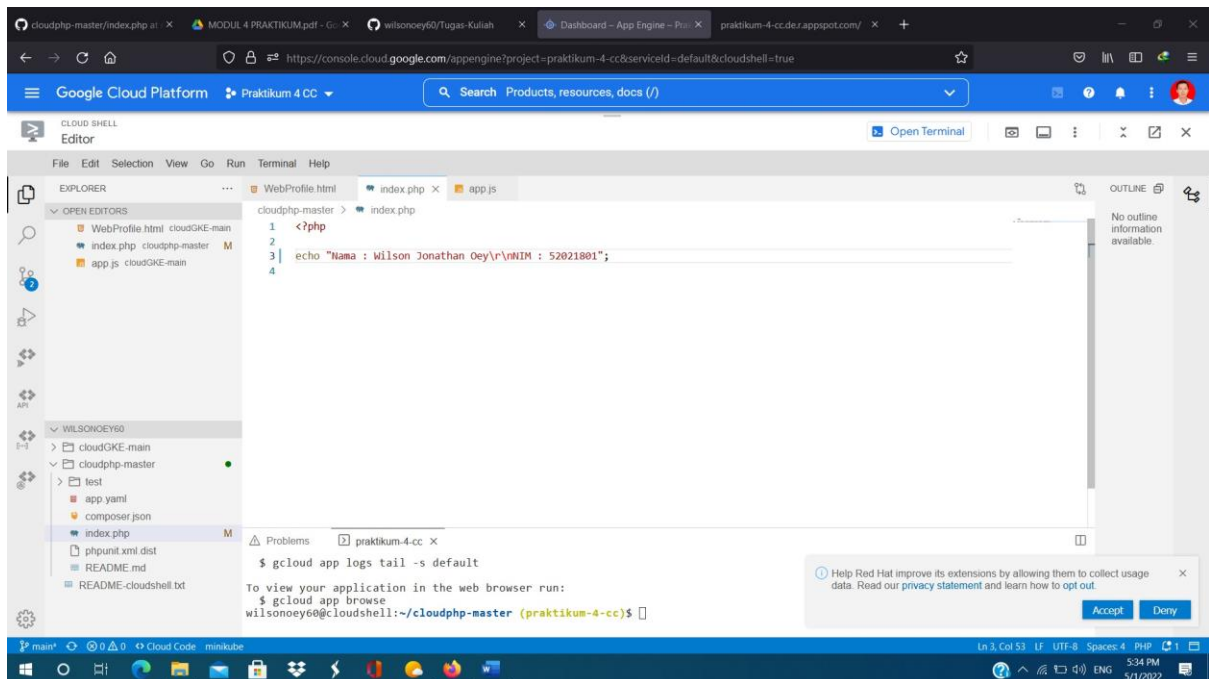 cloudphp-master/index.php at
MODUL 4 PRAKTIKUM.pdf - Go
wilsonoey60/Tugas-Kuliah
Dashboard – App Engine – Pra
praktikum-4-cc.de.r.appspot.com/
https://console.cloud.google.com/appengine?project=praktikum-4-cc&serviceId=default&cloudshell=true
Google Cloud Platform
Praktikum 4 CC
Search Products, resources, docs (/)
CLOUD SHELL
Editor
Open Terminal
File Edit Selection View Go Run Terminal Help
EXPLORER
WebProfile.html
index.php
app.js
OUTLINE
OPEN EDITORS
WebProfile.html cloudGKE-main
index.php cloudphp-master M
app.js cloudGKE-main
cloudphp-master > index.php
1 <?php
2
3 echo "Nama : Wilson Jonathan Oey\r\nNIM : 52021801";
4
No outline
information
available.
2
API
WILSONOEY60
cloudGKE-main
cloudphp-master
test
app.yaml
composer.json
index.php M
phpunit.xml.dist
README.md
README-cloudshell.txt
Problems
praktikum-4-cc
$ gcloud app logs tail -s default
To view your application in the web browser run:
$ gcloud app browse
wilsonoey60@cloudshell:~/cloudphp-master (praktikum-4-cc)$
Help Red Hat improve its extensions by allowing them to collect usage
data. Read our privacy statement and learn how to opt out.
Accept
Deny
main* 0 0 Cloud Code minikube
Ln 3, Col 53 LF UTF-8 Spaces: 4 PHP 1
ENG
5:34 PM
5/1/2022